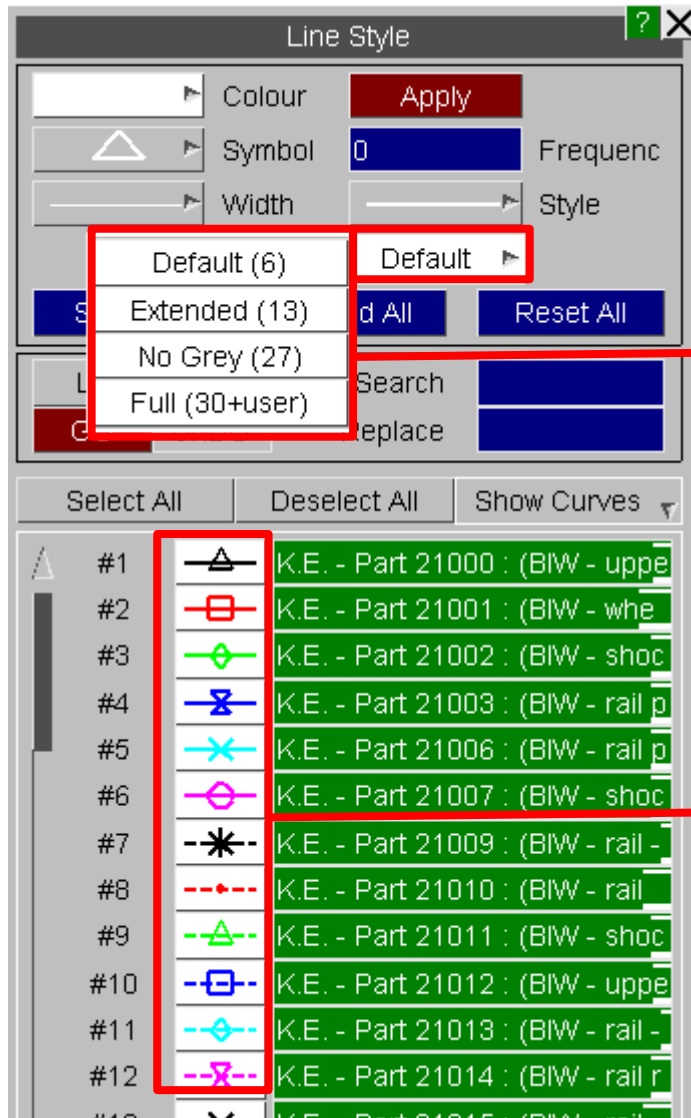 Line Style ?
Colour Apply
Symbol 0 Frequenc
Width Style
Default
Default (6)
Extended (13)
No Grey (27)
Full (30+user)
d All Reset All
Search
Replace
Select All Deselect All Show Curves
#1 K.E. - Part 21000 : (BIW - uppe
#2 K.E. - Part 21001 : (BIW - whe
#3 K.E. - Part 21002 : (BIW - shoc
#4 K.E. - Part 21003 : (BIW - rail p
#5 K.E. - Part 21006 : (BIW - rail p
#6 K.E. - Part 21007 : (BIW - shoc
#7 K.E. - Part 21009 : (BIW - rail -
#8 K.E. - Part 21010 : (BIW - rail
#9 K.E. - Part 21011 : (BIW - shoc
#10 K.E. - Part 21012 : (BIW - uppe
#11 K.E. - Part 21013 : (BIW - rail -
#12 K.E. - Part 21014 : (BIW - rail r